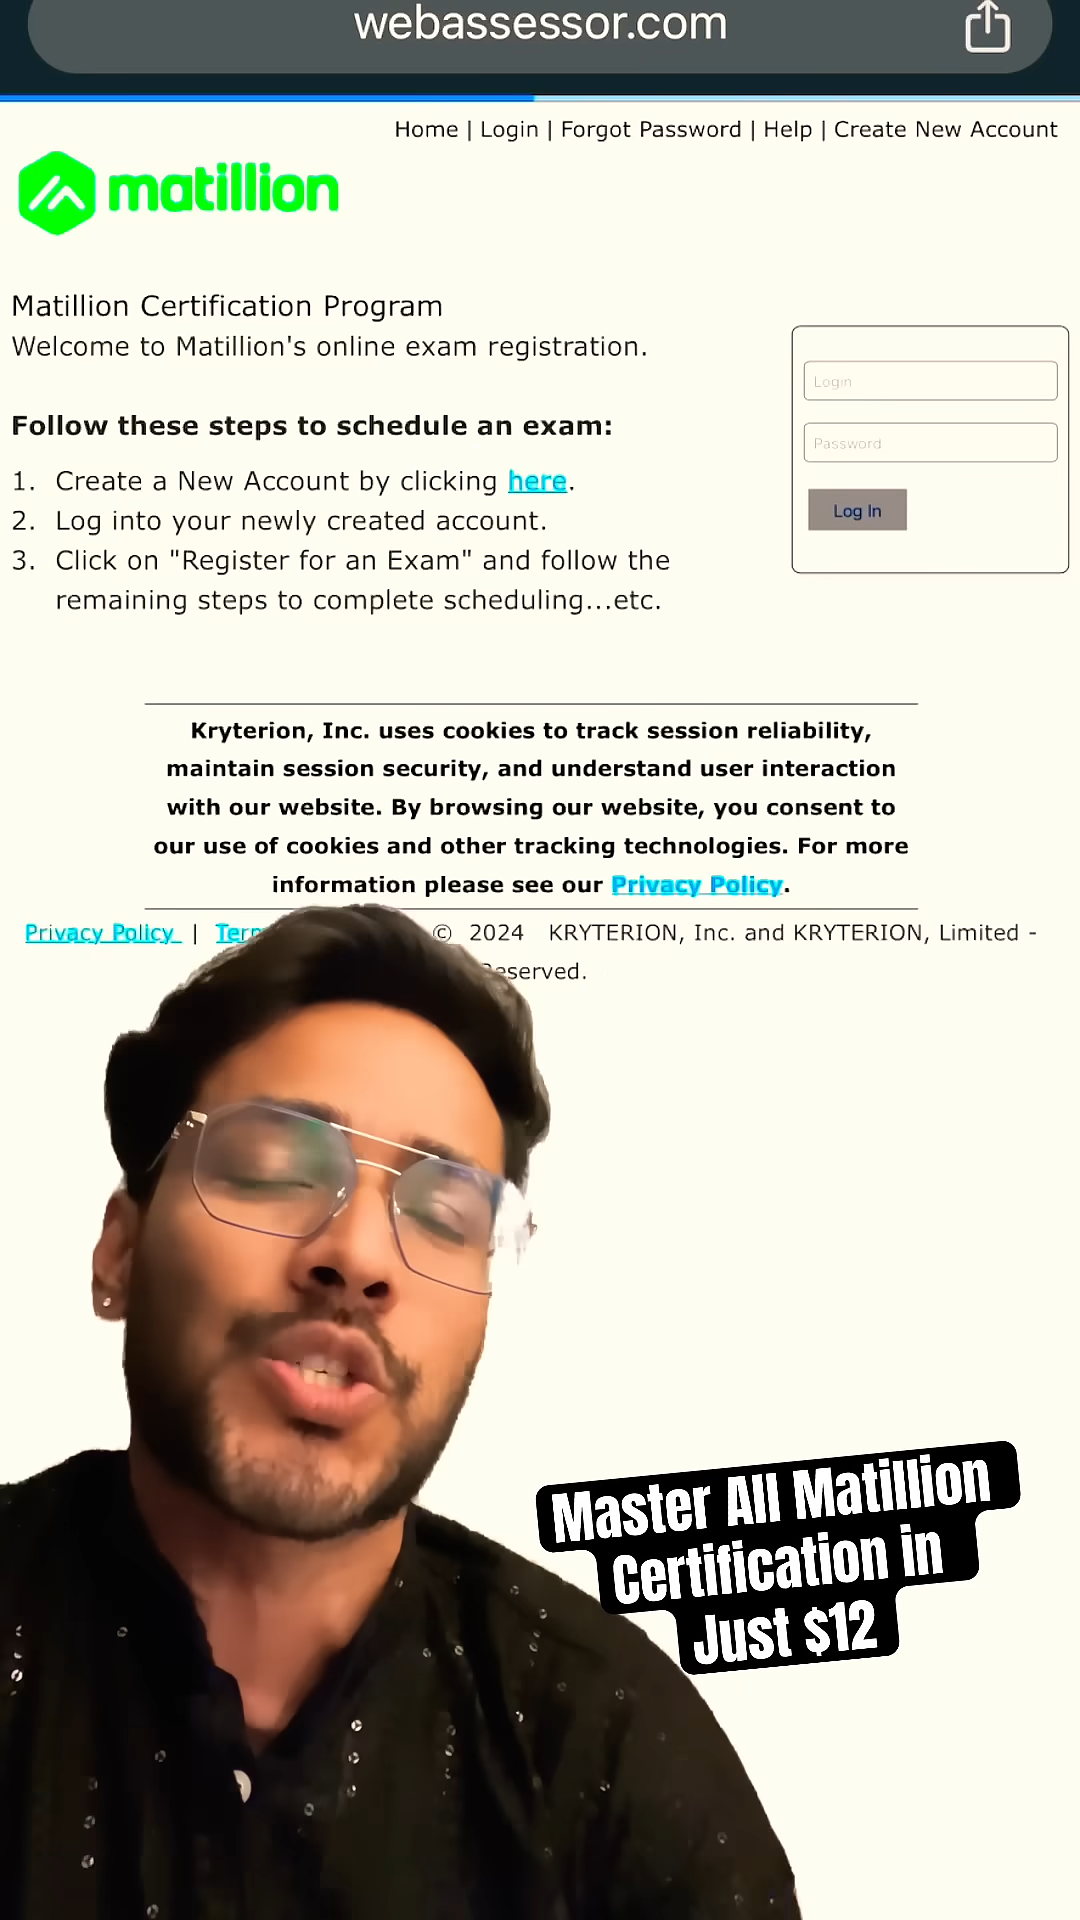 webassessor.com
Home | Login | Forgot Password | Help | Create New Account
matillion
Matillion Certification Program
Welcome to Matillion's online exam registration.
Login
Password
Log In
Follow these steps to schedule an exam:
1. Create a New Account by clicking here.
2. Log into your newly created account.
3. Click on "Register for an Exam" and follow the
remaining steps to complete scheduling...etc.
Kryterion, Inc. uses cookies to track session reliability,
maintain session security, and understand user interaction
with our website. By browsing our website, you consent to
our use of cookies and other tracking technologies. For more
information please see our Privacy Policy.
Privacy Policy | © 2024 KRYTERION, Inc. and KRYTERION, Limited -
Master All Matillion
Certification in
Just $12